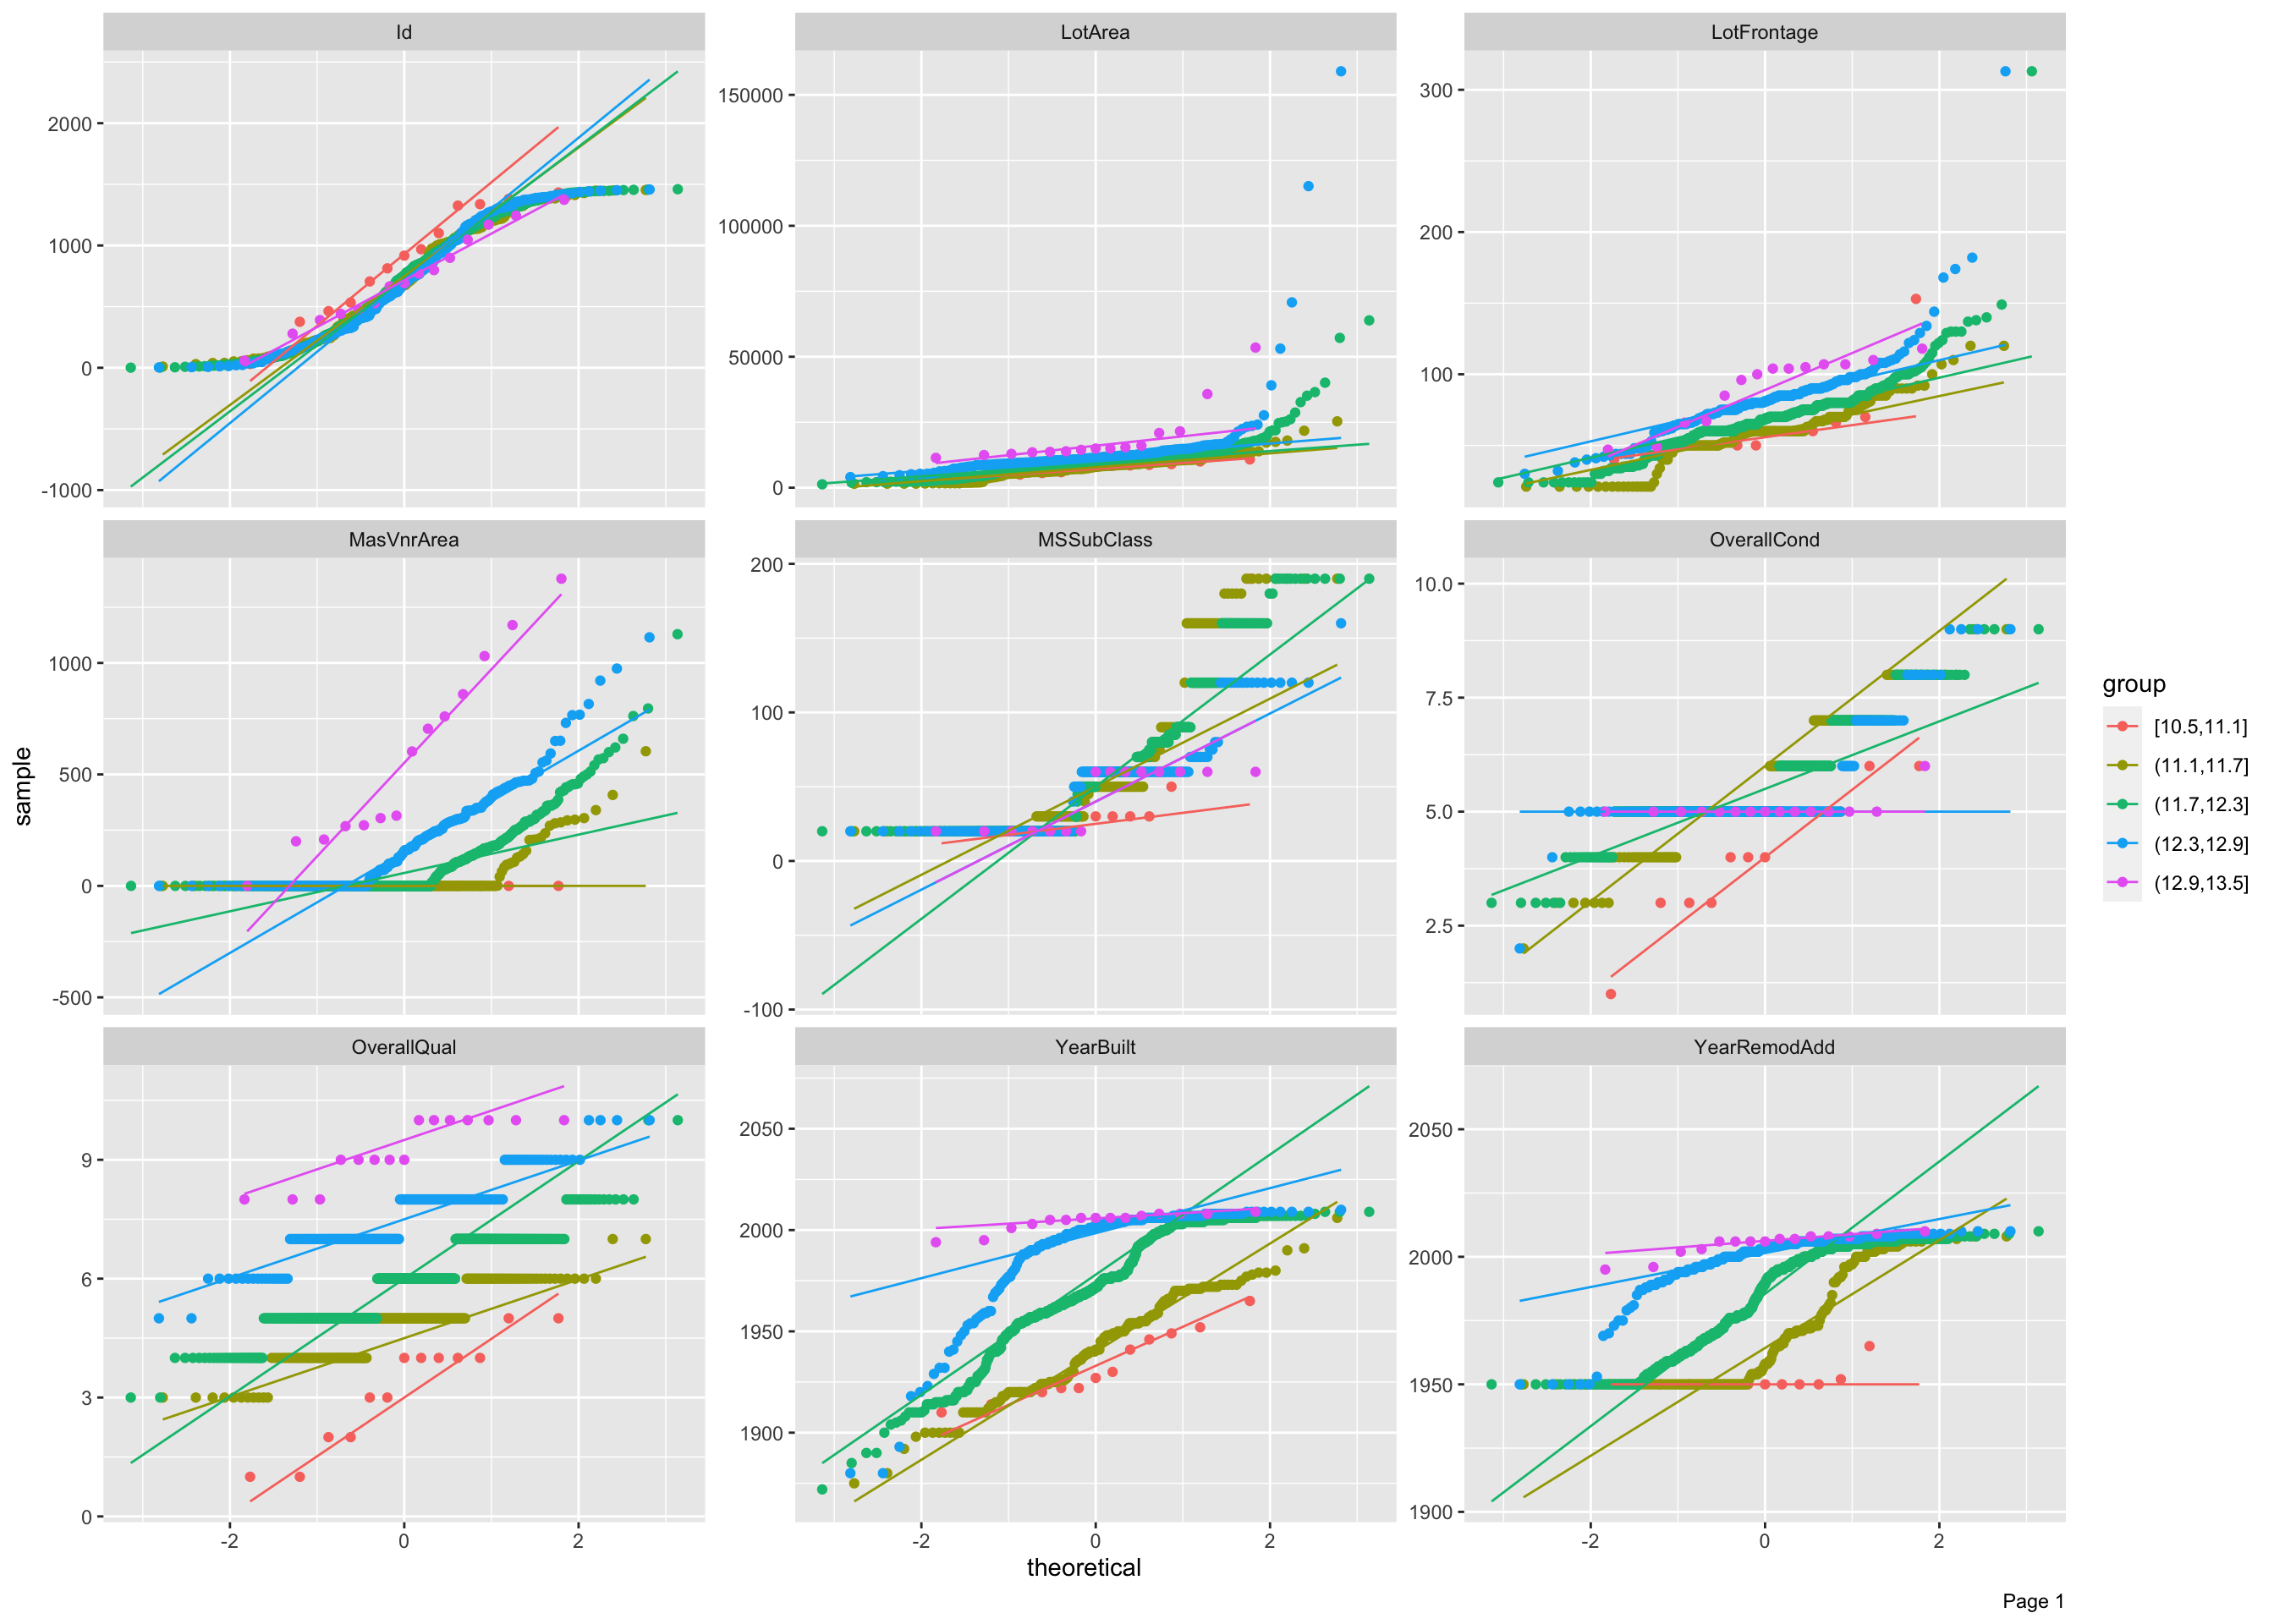 Id
LotArea
LotFrontage
2000
1000
0
-1000
150000
100000
50000
0
300
200
100
MasVnrArea
MSSubClass
OverallCond
1000
500
0
-500
200
100
0
-100
10.0
7.5
5.0
2.5
OverallQual
YearBuilt
YearRemodAdd
9
6
3
0
2050
2000
1950
1900
2050
2000
1950
1900
-2 0 2
-2 0 2
-2 0 2
sample
theoretical
group
[10.5,11.1]
(11.1,11.7]
(11.7,12.3]
(12.3,12.9]
(12.9,13.5]
Page 1